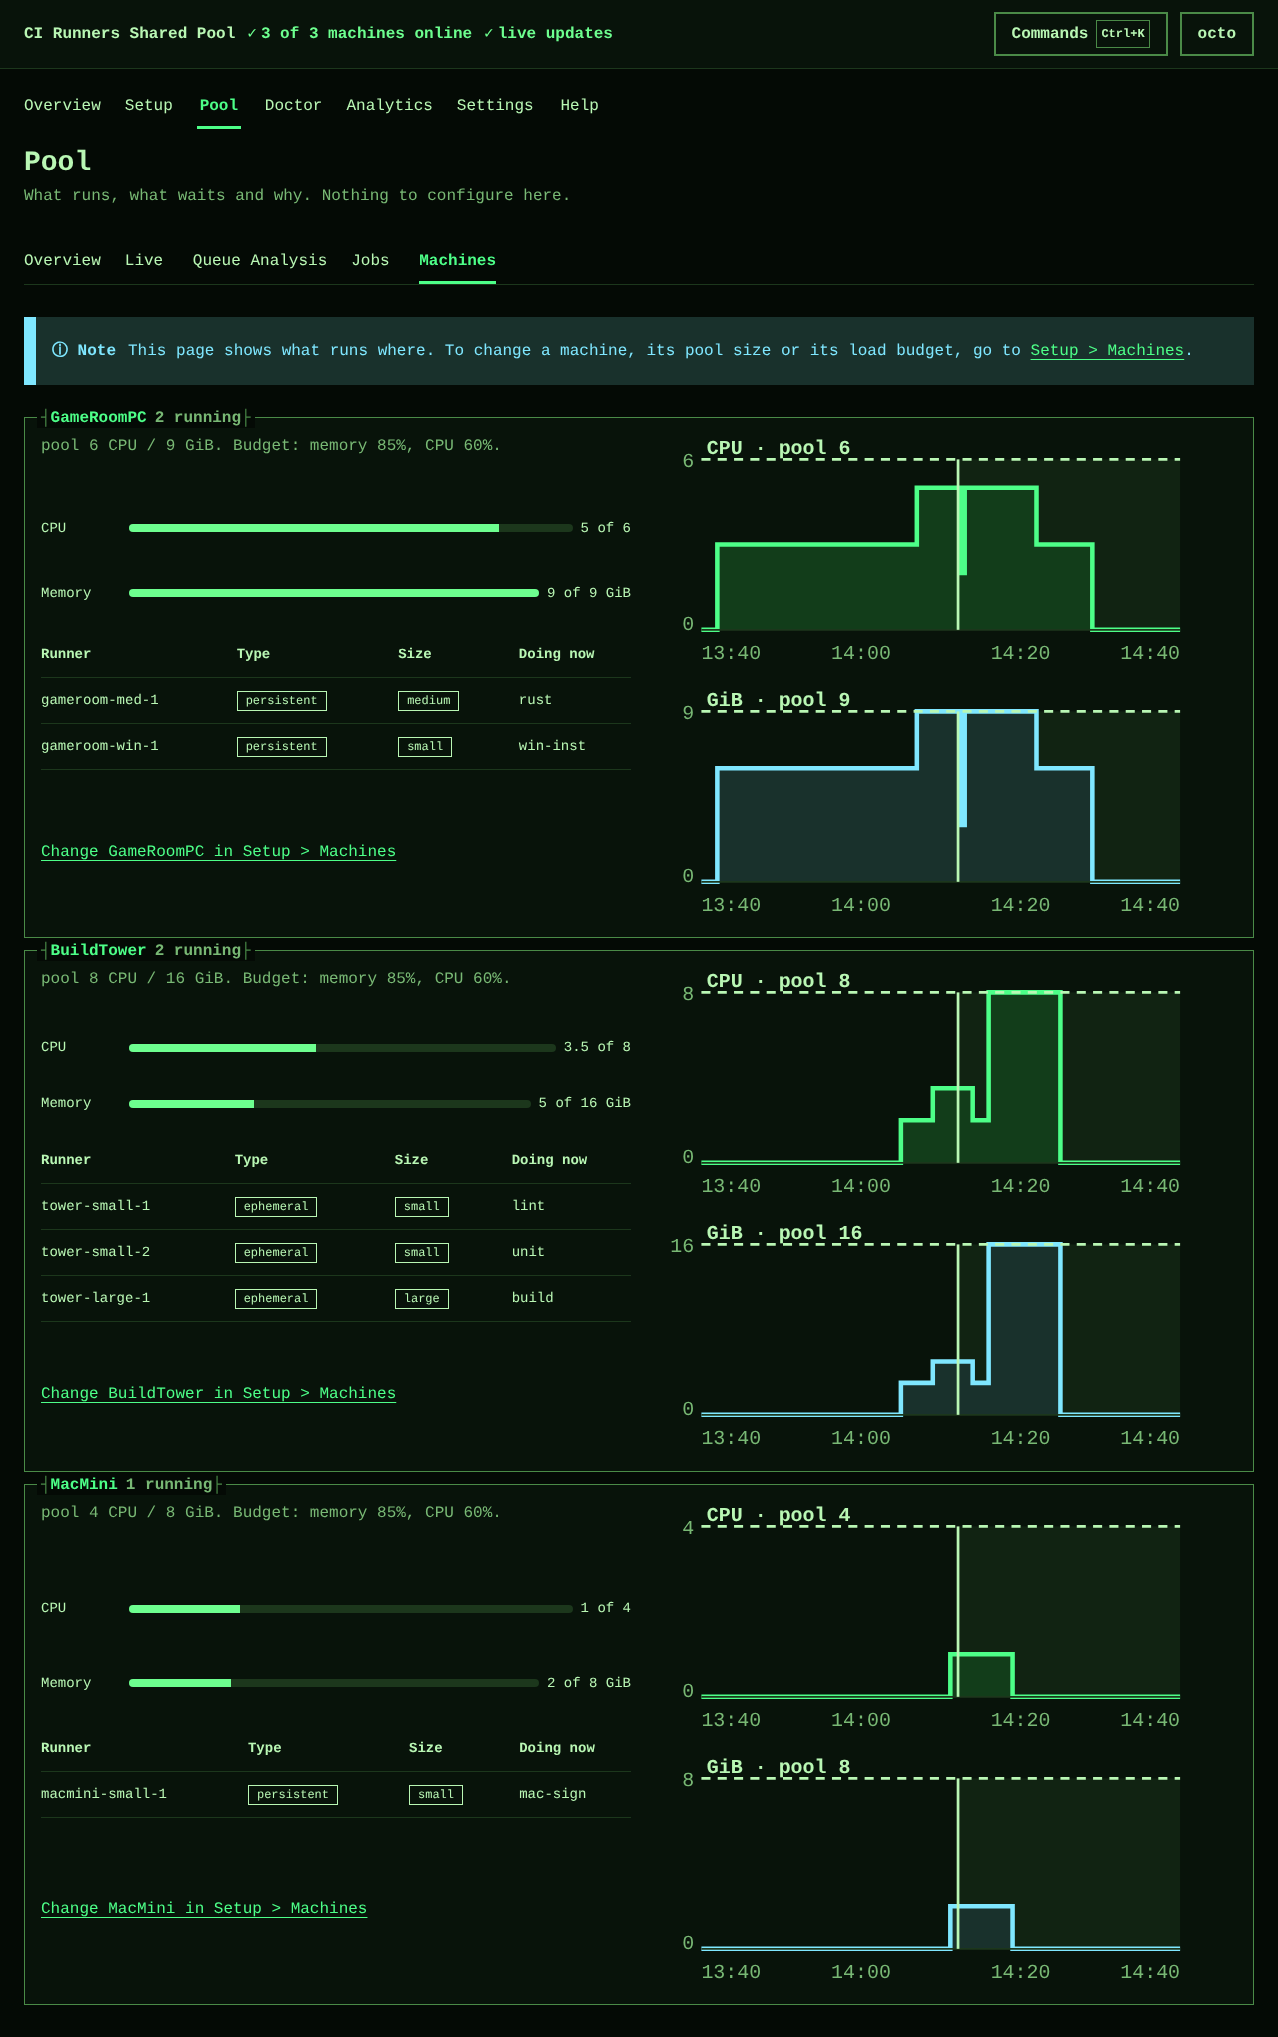 CI Runners Shared Pool ✓ 3 of 3 machines online ✓ live updates
Commands Ctrl+K octo
Overview Setup Pool Doctor Analytics Settings Help
Pool
What runs, what waits and why. Nothing to configure here.
Overview Live Queue Analysis Jobs Machines
ⓘ Note This page shows what runs where. To change a machine, its pool size or its load budget, go to Setup > Machines.
GameRoomPC 2 running
pool 6 CPU / 9 GiB. Budget: memory 85%, CPU 60%.
CPU 5 of 6
Memory 9 of 9 GiB
Runner Type Size Doing now
gameroom-med-1 persistent medium rust
gameroom-win-1 persistent small win-inst
Change GameRoomPC in Setup > Machines
CPU · pool 6
6
0
13:40 14:00 14:20 14:40
GiB · pool 9
9
0
13:40 14:00 14:20 14:40
BuildTower 2 running
pool 8 CPU / 16 GiB. Budget: memory 85%, CPU 60%.
CPU 3.5 of 8
Memory 5 of 16 GiB
Runner Type Size Doing now
tower-small-1 ephemeral small lint
tower-small-2 ephemeral small unit
tower-large-1 ephemeral large build
Change BuildTower in Setup > Machines
CPU · pool 8
8
0
13:40 14:00 14:20 14:40
GiB · pool 16
16
0
13:40 14:00 14:20 14:40
MacMini 1 running
pool 4 CPU / 8 GiB. Budget: memory 85%, CPU 60%.
CPU 1 of 4
Memory 2 of 8 GiB
Runner Type Size Doing now
macmini-small-1 persistent small mac-sign
Change MacMini in Setup > Machines
CPU · pool 4
4
0
13:40 14:00 14:20 14:40
GiB · pool 8
8
0
13:40 14:00 14:20 14:40